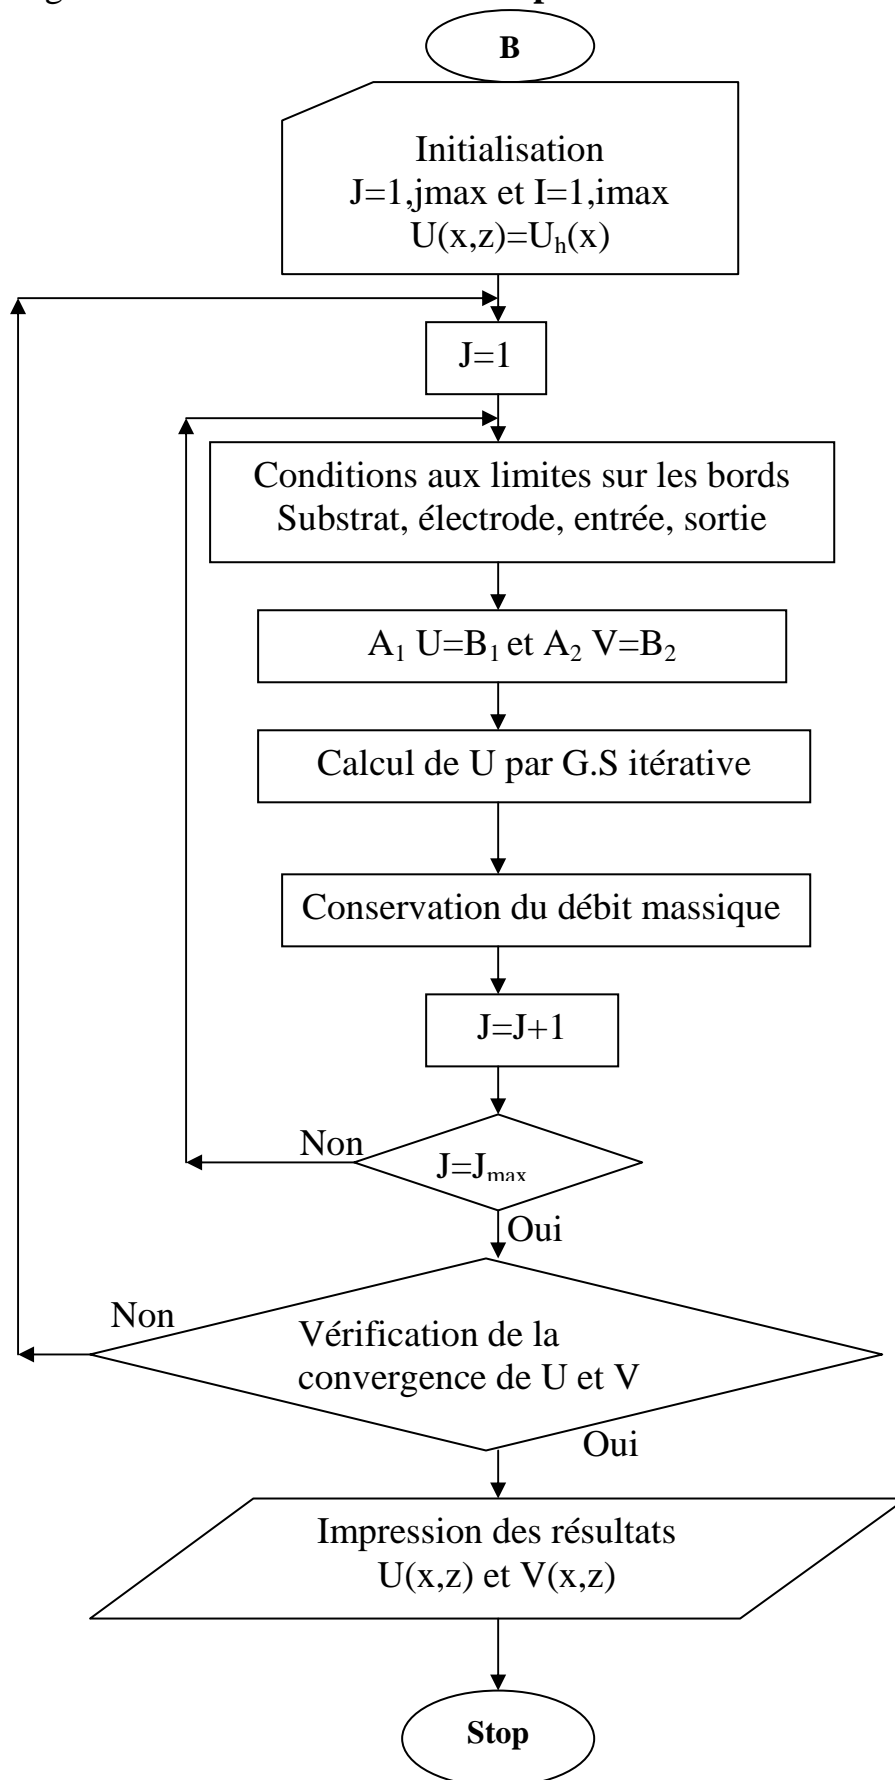 B
Initialisation
J=1,jmax et I=1,imax
U(x,z)=Uₕ(x)
J=1
Conditions aux limites sur les bords
Substrat, électrode, entrée, sortie
A₁ U=B₁ et A₂ V=B₂
Calcul de U par G.S itérative
Conservation du débit massique
J=J+1
Non
J=Jₘₐₓ
Oui
Non
Vérification de la
convergence de U et V
Oui
Impression des résultats
U(x,z) et V(x,z)
Stop